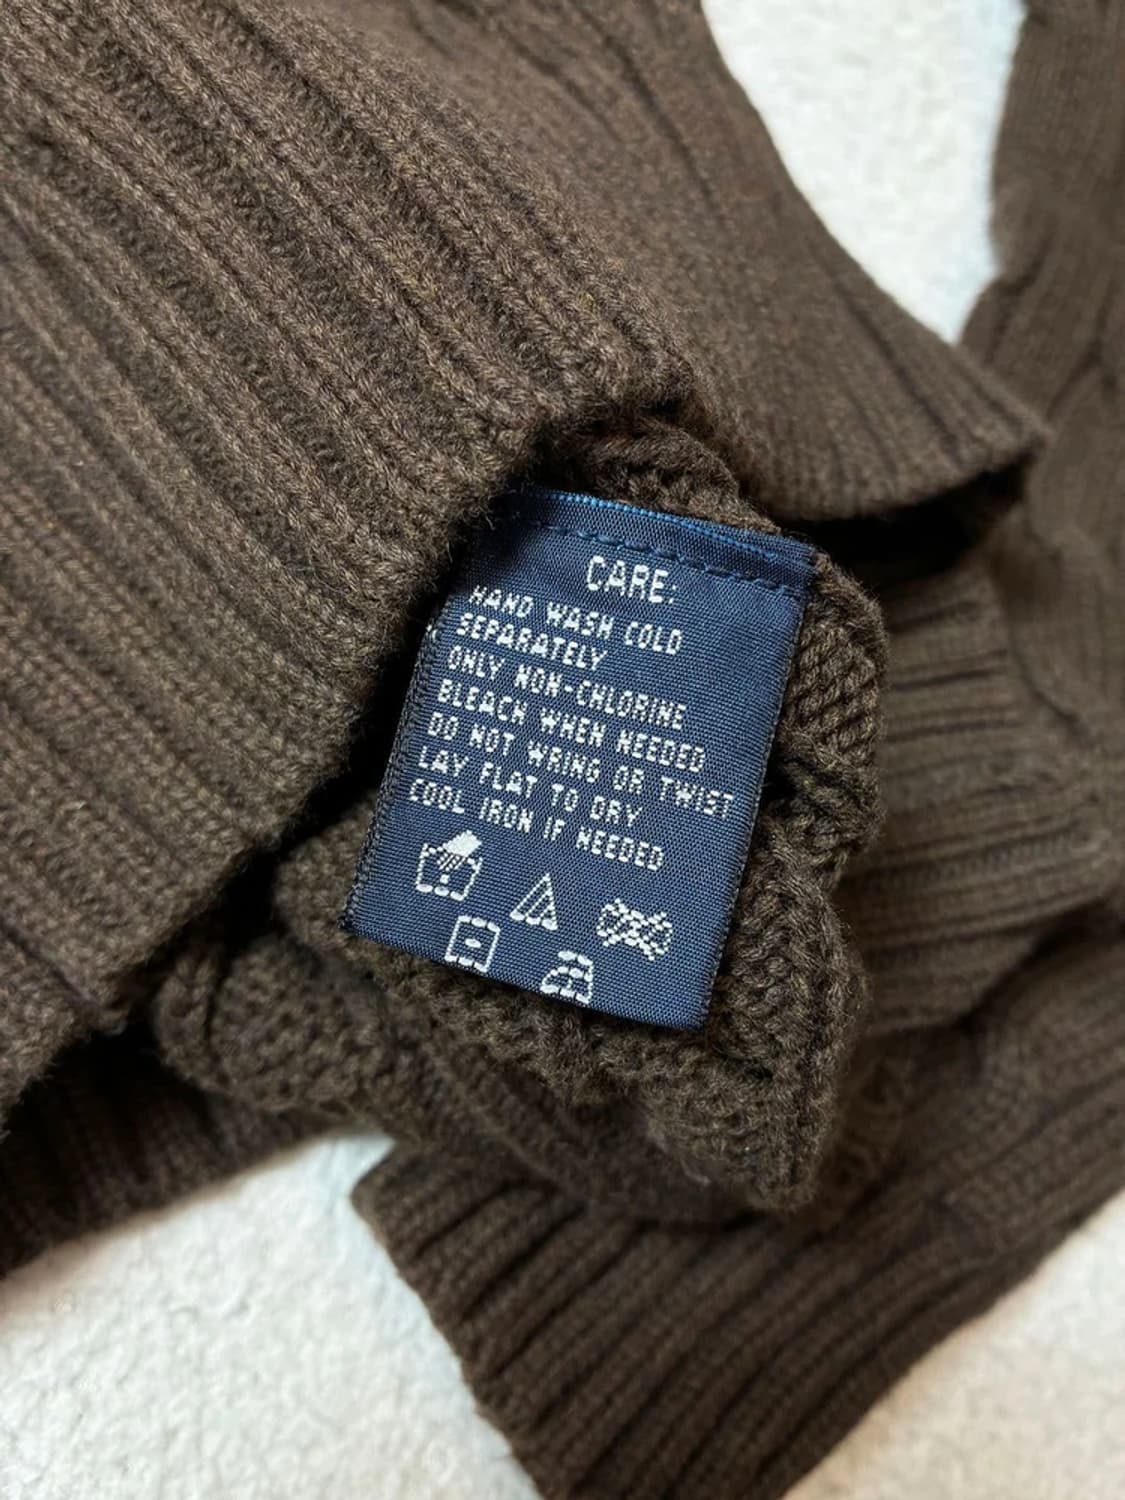 CARE:
HAND WASH COLD
SEPARATELY
ONLY NON-CHLORINE
BLEACH WHEN NEEDED
DO NOT WRING OR TWIST
LAY FLAT TO DRY
COOL IRON IF NEEDED